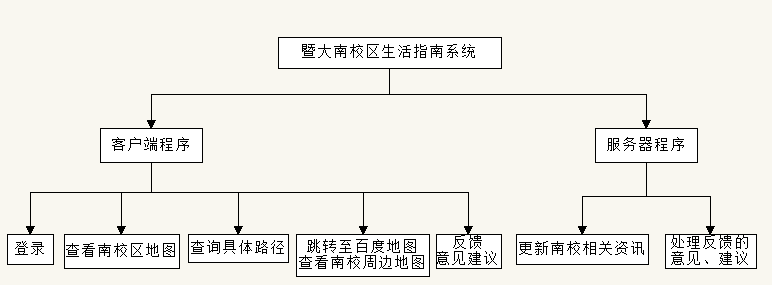 暨大南校区生活指南系统
客户端程序
服务器程序
登录
查看南校区地图
查询具体路径
跳转至百度地图
查看南校周边地图
反馈
意见建议
更新南校相关资讯
处理反馈的
意见、建议